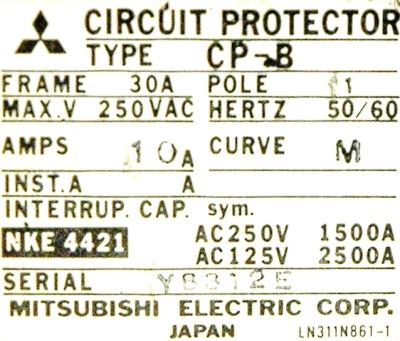 CIRCUIT PROTECTOR
TYPE CP-B
FRAME 30A POLE 1
MAX.V 250VAC HERTZ 50/60
AMPS 10A CURVE M
INST.A A
INTERRUP. CAP. sym.
NKE 4421 AC250V 1500A
AC125V 2500A
SERIAL Y8312E
MITSUBISHI ELECTRIC CORP.
JAPAN LN311N861-1